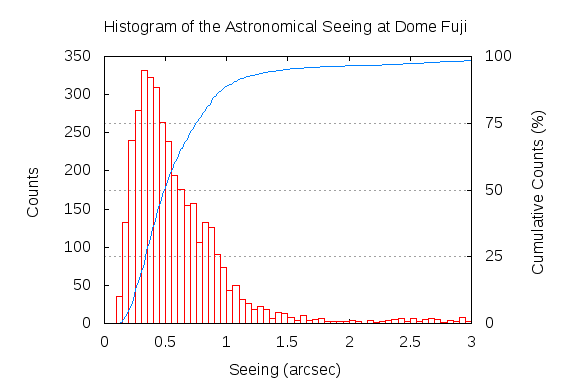 Histogram of the Astronomical Seeing at Dome Fuji
350
300
250
200
150
100
50
0
Counts
100
75
50
25
0
Cumulative Counts (%)
0 0.5 1 1.5 2 2.5 3
Seeing (arcsec)